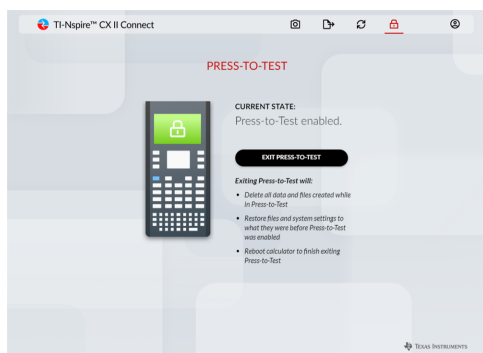 TI-Nspire™ CX II Connect
PRESS-TO-TEST
CURRENT STATE:
Press-to-Test enabled.
EXIT PRESS-TO-TEST
Exiting Press-to-Test will:
• Delete all data and files created while
in Press-to-Test
• Restore files and system settings to
what they were before Press-to-Test
was enabled
• Reboot calculator to finish exiting
Press-to-Test
TEXAS INSTRUMENTS